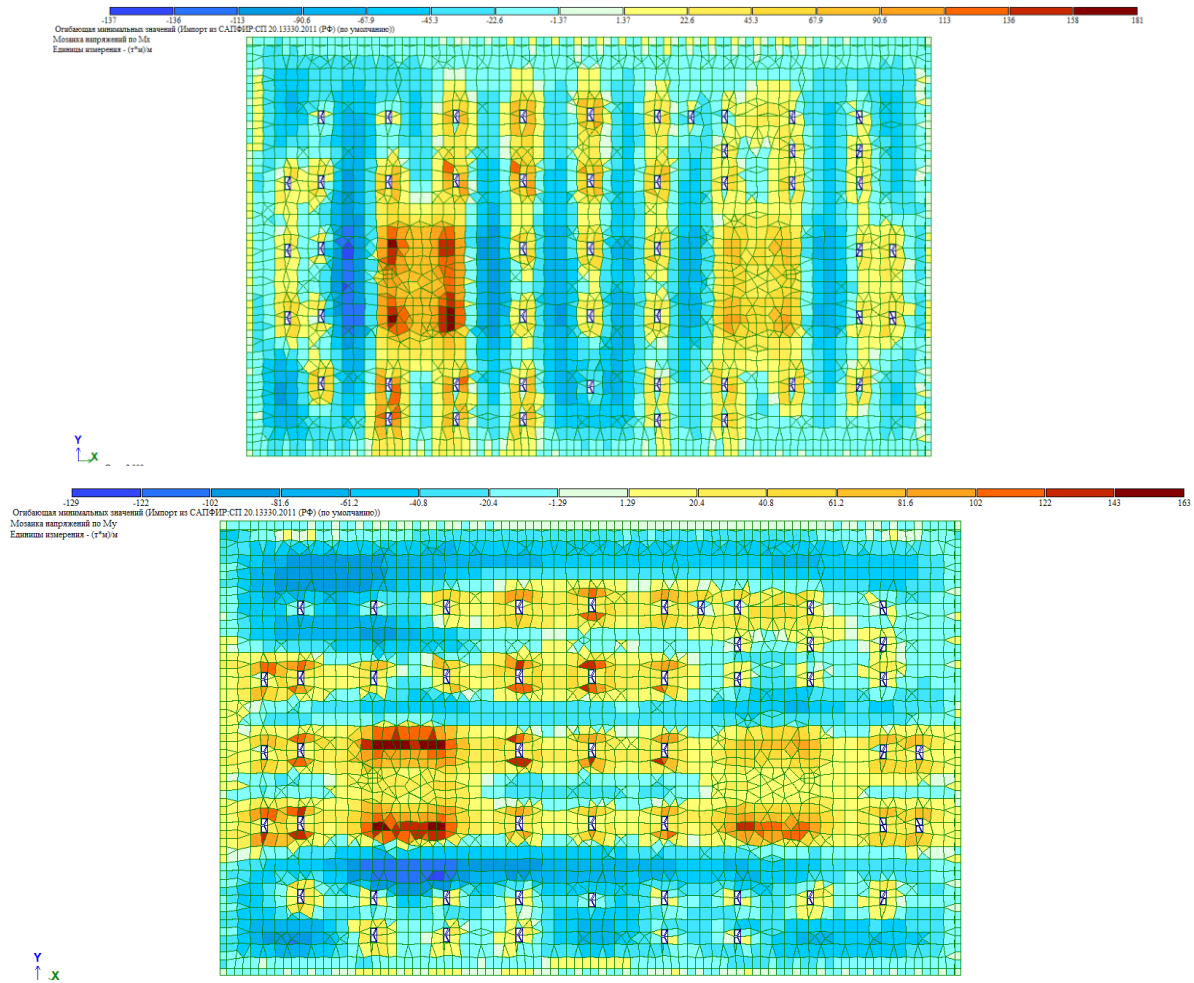 -137 -136 -113 -90.6 -67.9 -45.3 -22.6 -1.37 1.37 22.6 45.3 67.9 90.6 113 136 158 181
Огибающая минимальных значений (Импорт из САПФИР:СП 20.13330.2011 (РФ) (по умолчанию))
Мозаика напряжений по Mx
Единицы измерения - (т*м)/м
Y
X
-129 -122 -102 -81.6 -61.2 -40.8 -20.4 -1.29 1.29 20.4 40.8 61.2 81.6 102 122 143 163
Огибающая минимальных значений (Импорт из САПФИР:СП 20.13330.2011 (РФ) (по умолчанию))
Мозаика напряжений по My
Единицы измерения - (т*м)/м
Y
X